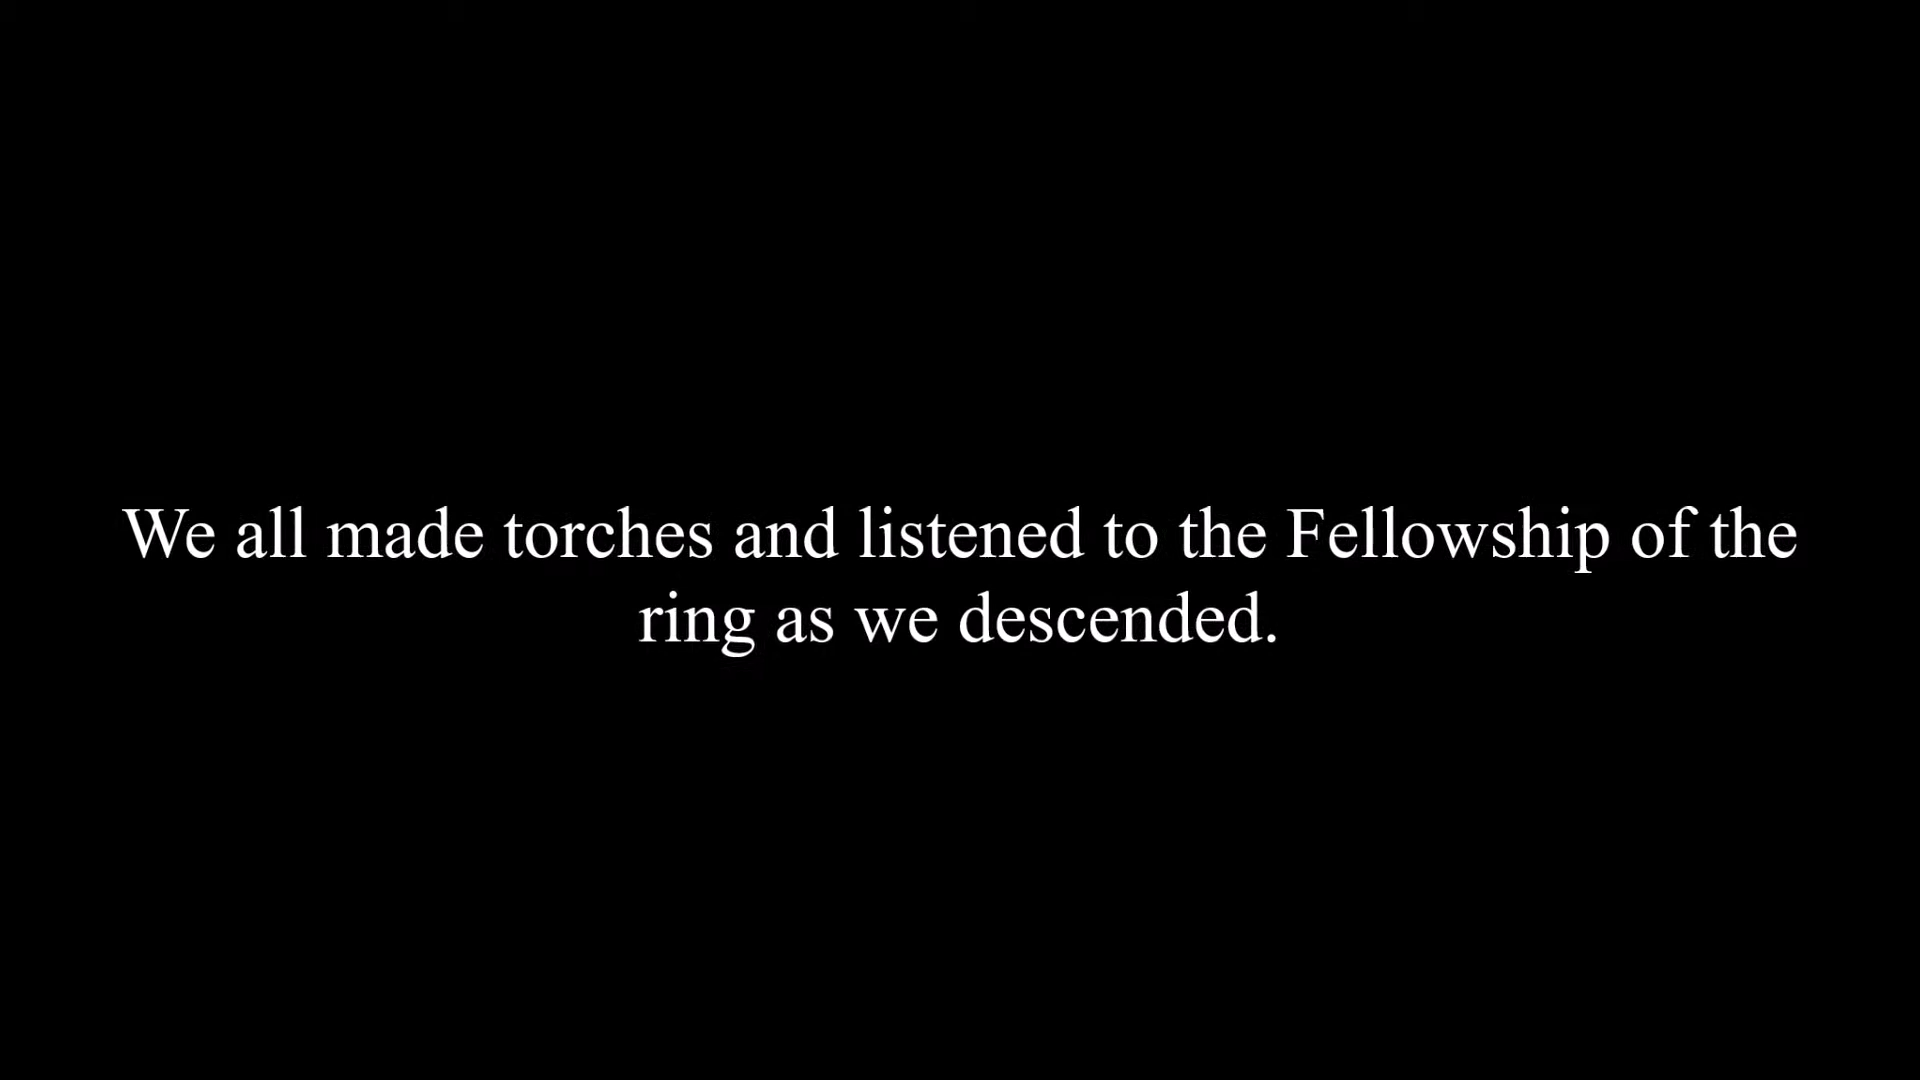 We all made torches and listened to the Fellowship of the
ring as we descended.